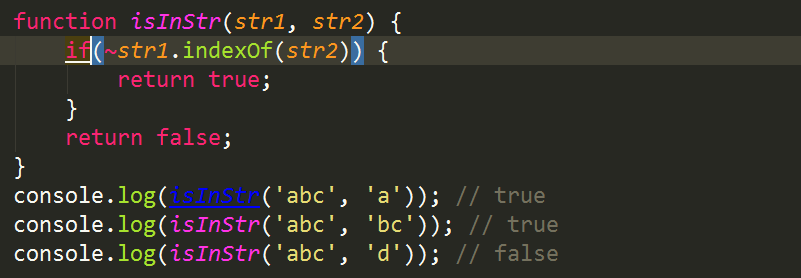 function isInStr(str1, str2) {
    if(~str1.indexOf(str2)) {
        return true;
    }
    return false;
}
console.log(isInStr('abc', 'a')); // true
console.log(isInStr('abc', 'bc')); // true
console.log(isInStr('abc', 'd')); // false